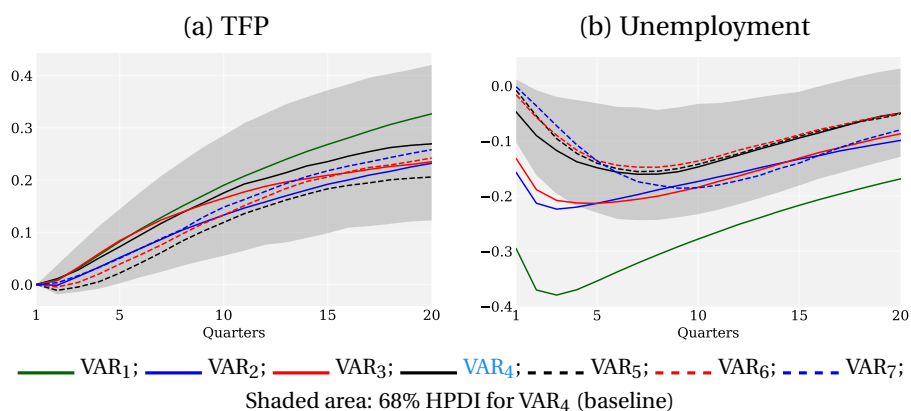 (a) TFP (b) Unemployment
0.4 0.0
0.3 −0.1
0.2 −0.2
0.1 −0.3
0.0 −0.4
1 5 10 15 20 1 5 10 15 20
Quarters Quarters
VAR₁; VAR₂; VAR₃; VAR₄; VAR₅; VAR₆; VAR₇;
Shaded area: 68% HPDI for VAR₄ (baseline)